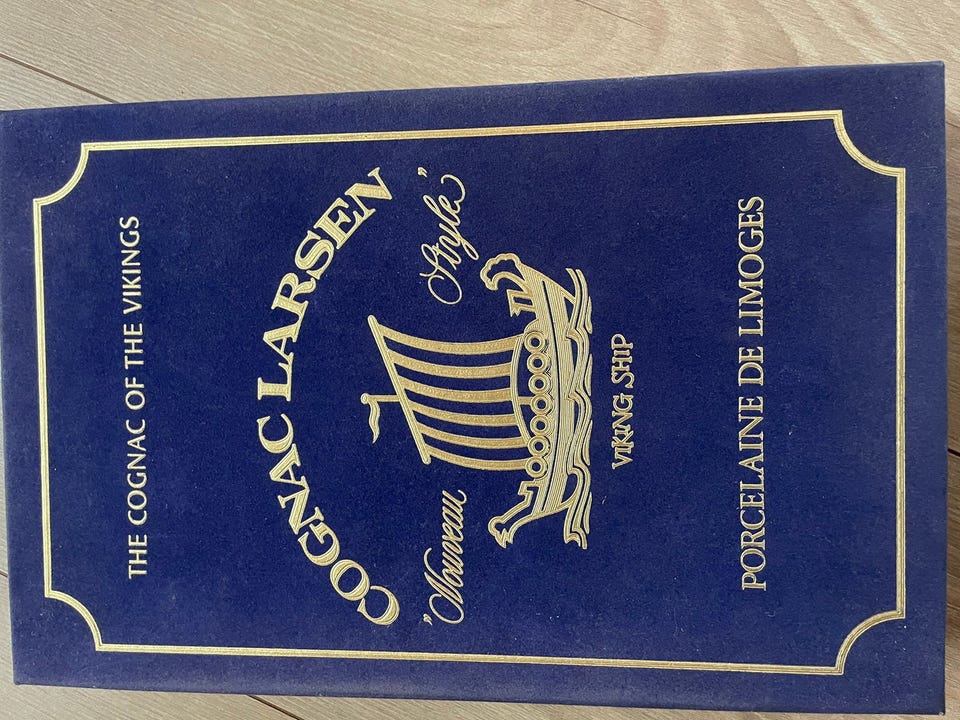 THE COGNAC OF THE VIKINGS
COGNAC LARSEN
"Nouveau Style"
VIKING SHIP
PORCELAINE DE LIMOGES